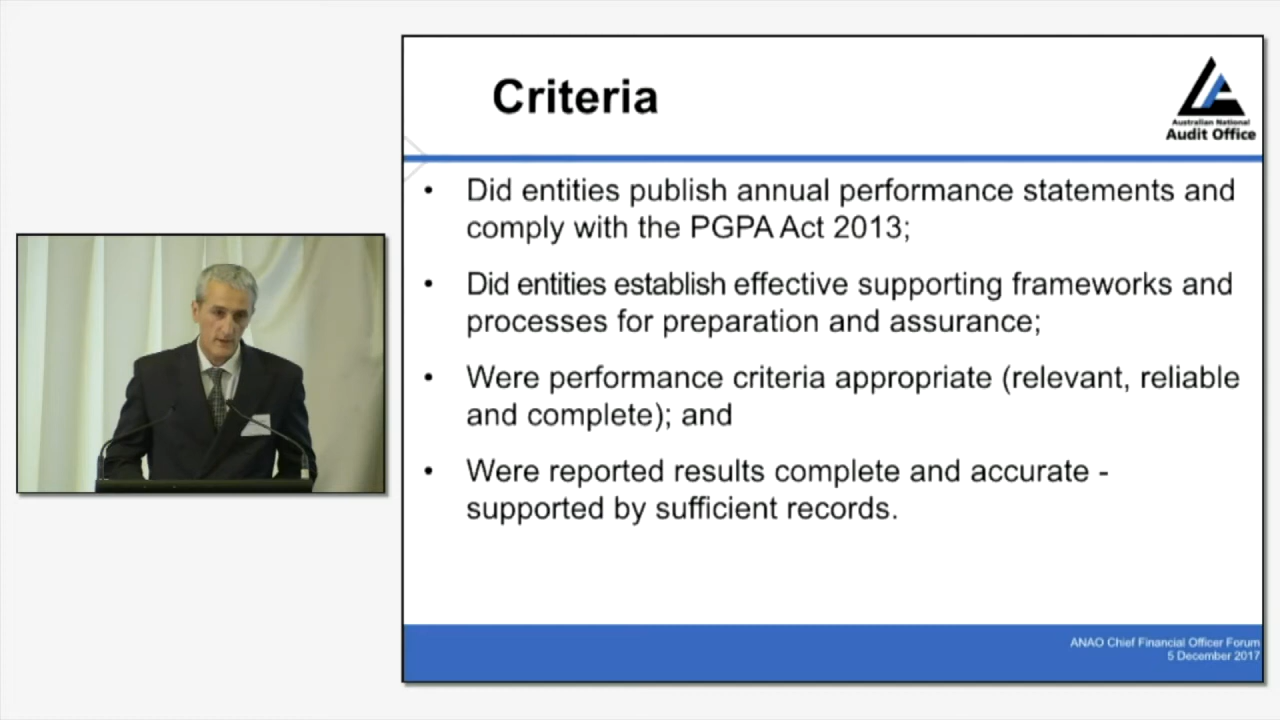 Criteria
Australian National
Audit Office
• Did entities publish annual performance statements and
comply with the PGPA Act 2013;
• Did entities establish effective supporting frameworks and
processes for preparation and assurance;
• Were performance criteria appropriate (relevant, reliable
and complete); and
• Were reported results complete and accurate -
supported by sufficient records.
ANAO Chief Financial Officer Forum
5 December 2017